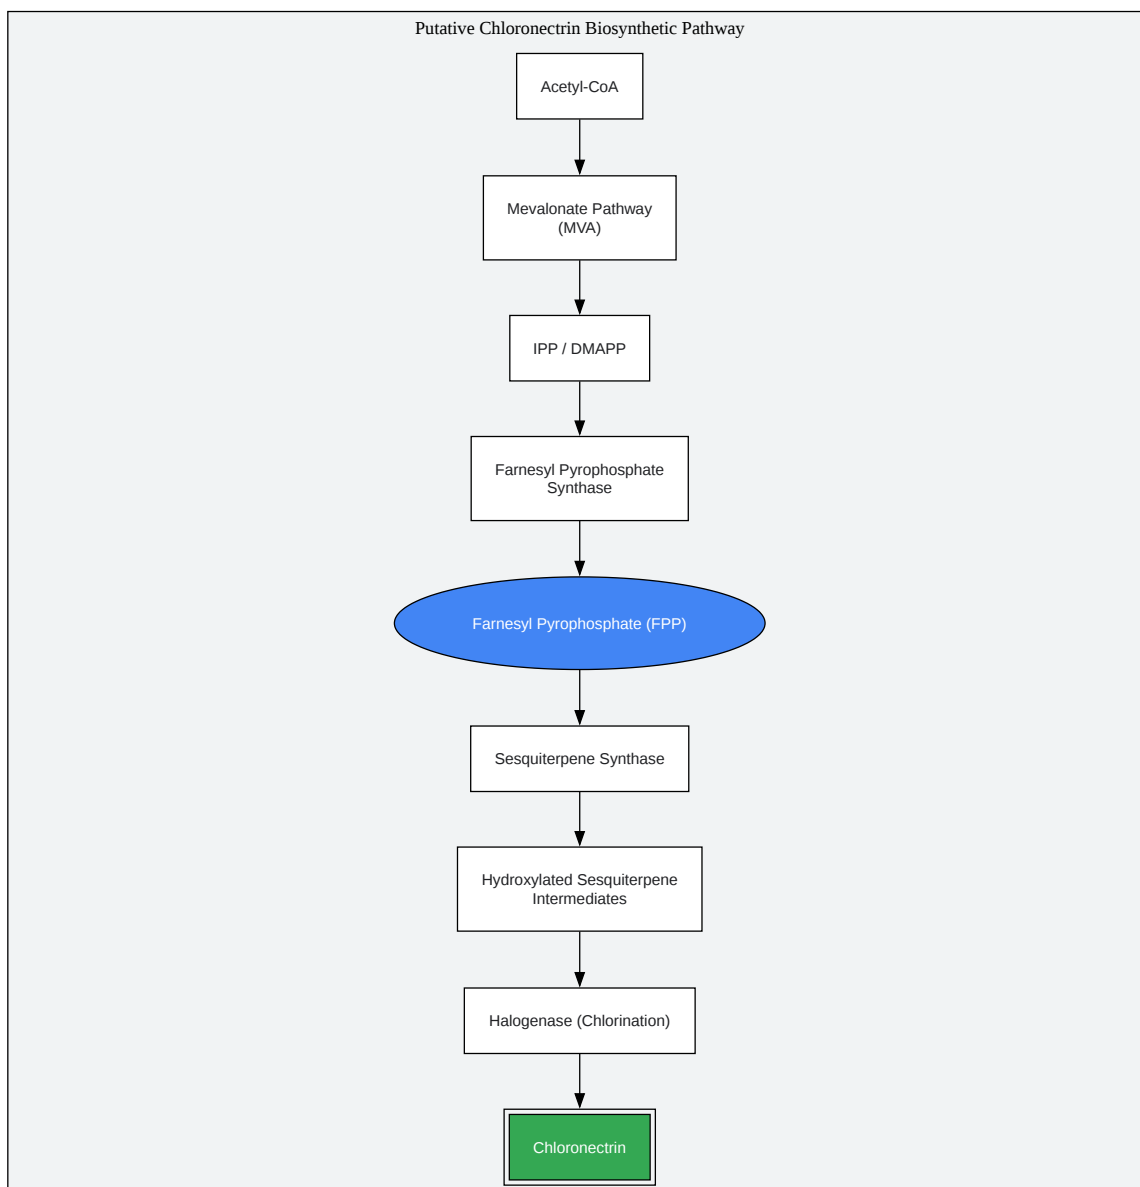 Putative Chloronectrin Biosynthetic Pathway
Acetyl-CoA
Mevalonate Pathway
(MVA)
IPP / DMAPP
Farnesyl Pyrophosphate
Synthase
Farnesyl Pyrophosphate (FPP)
Sesquiterpene Synthase
Hydroxylated Sesquiterpene
Intermediates
Halogenase (Chlorination)
Chloronectrin